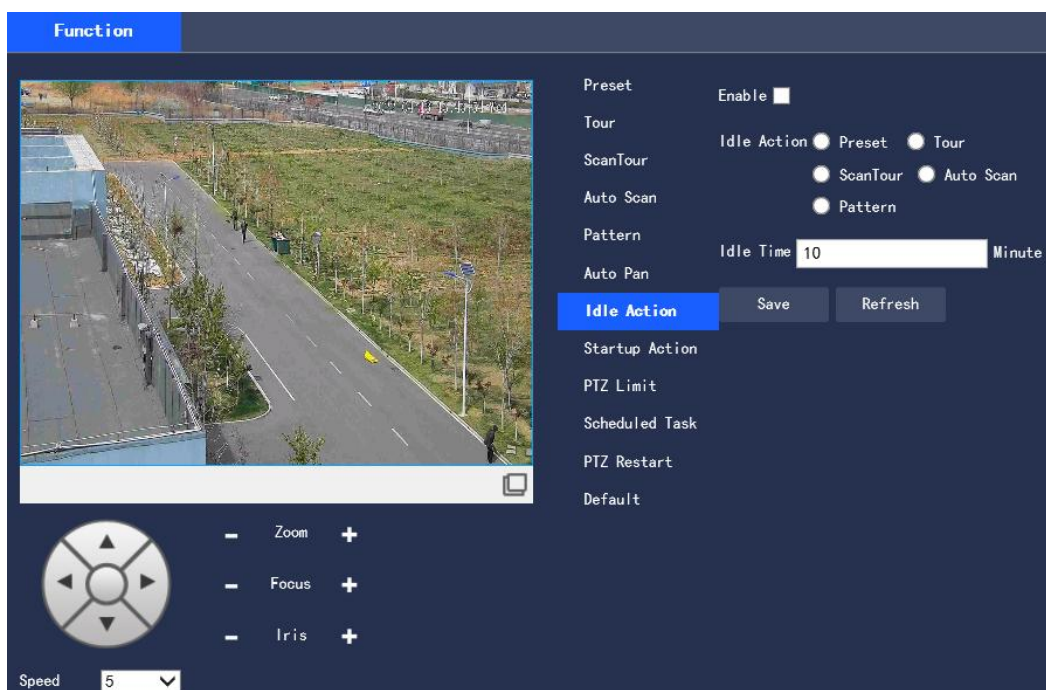 Function
Preset
Tour
ScanTour
Auto Scan
Pattern
Auto Pan
Idle Action
Startup Action
PTZ Limit
Scheduled Task
PTZ Restart
Default
Enable
Idle Action Preset Tour
ScanTour Auto Scan
Pattern
Idle Time 10 Minute
Save Refresh
- Zoom +
- Focus +
- Iris +
Speed 5